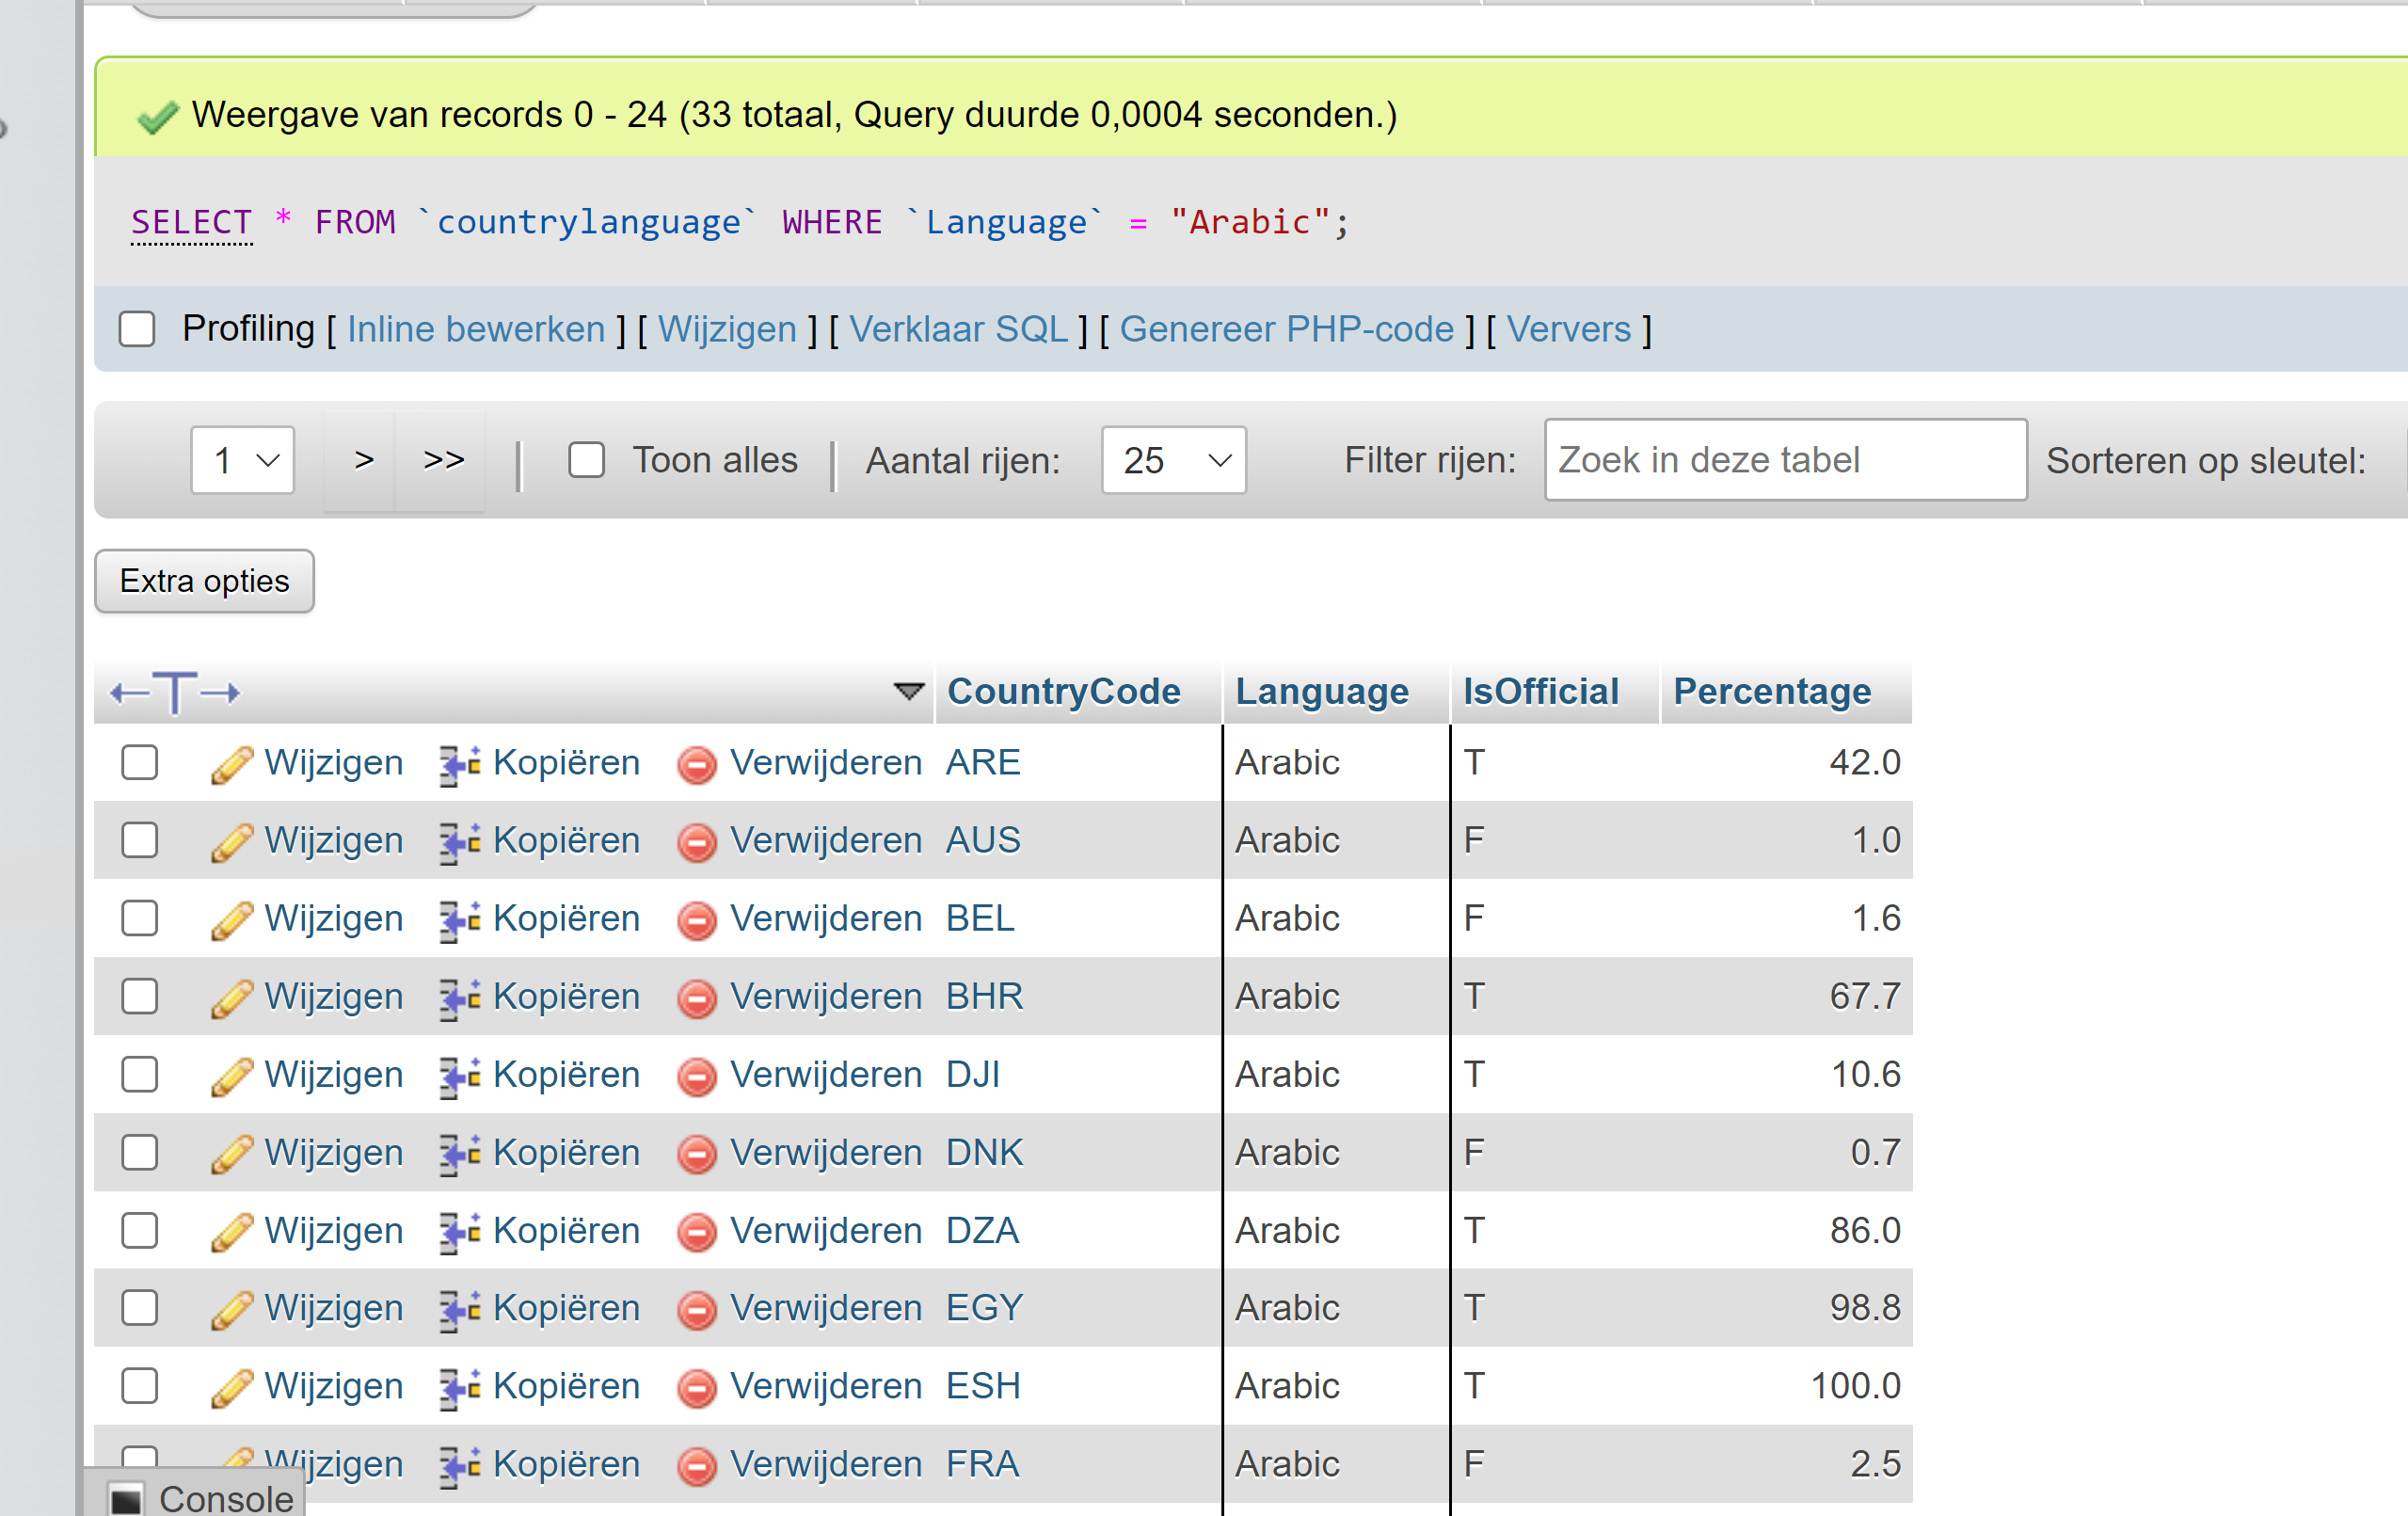 Weergave van records 0 - 24 (33 totaal, Query duurde 0,0004 seconden.)
SELECT * FROM `countrylanguage` WHERE `Language` = "Arabic";
Profiling [ Inline bewerken ] [ Wijzigen ] [ Verklaar SQL ] [ Genereer PHP-code ] [ Ververs ]
1 > >> | Toon alles | Aantal rijen: 25 Filter rijen: Zoek in deze tabel Sorteren op sleutel:
Extra opties
←T→ CountryCode Language IsOfficial Percentage
Wijzigen Kopiëren Verwijderen ARE Arabic T 42.0
Wijzigen Kopiëren Verwijderen AUS Arabic F 1.0
Wijzigen Kopiëren Verwijderen BEL Arabic F 1.6
Wijzigen Kopiëren Verwijderen BHR Arabic T 67.7
Wijzigen Kopiëren Verwijderen DJI Arabic T 10.6
Wijzigen Kopiëren Verwijderen DNK Arabic F 0.7
Wijzigen Kopiëren Verwijderen DZA Arabic T 86.0
Wijzigen Kopiëren Verwijderen EGY Arabic T 98.8
Wijzigen Kopiëren Verwijderen ESH Arabic T 100.0
Wijzigen Kopiëren Verwijderen FRA Arabic F 2.5
Console